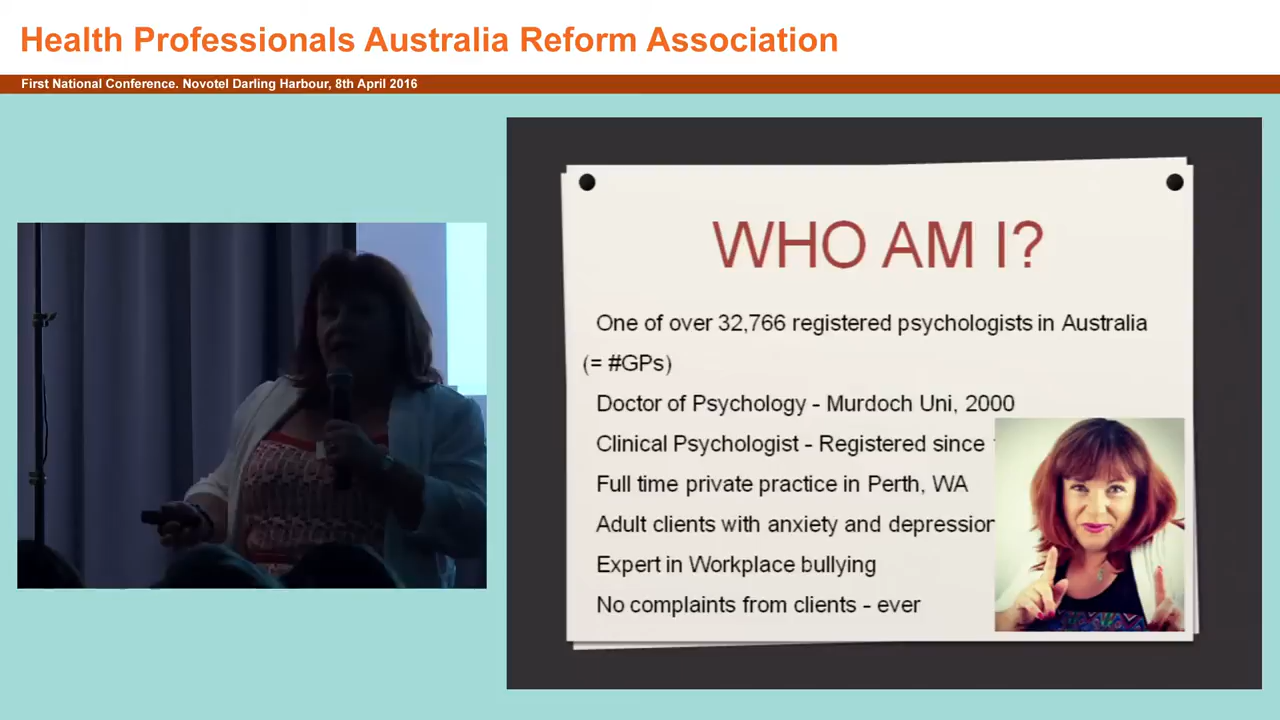 Health Professionals Australia Reform Association
First National Conference. Novotel Darling Harbour, 8th April 2016
WHO AM I?
One of over 32,766 registered psychologists in Australia
(= #GPs)
Doctor of Psychology - Murdoch Uni, 2000
Clinical Psychologist - Registered since
Full time private practice in Perth, WA
Adult clients with anxiety and depression
Expert in Workplace bullying
No complaints from clients - ever